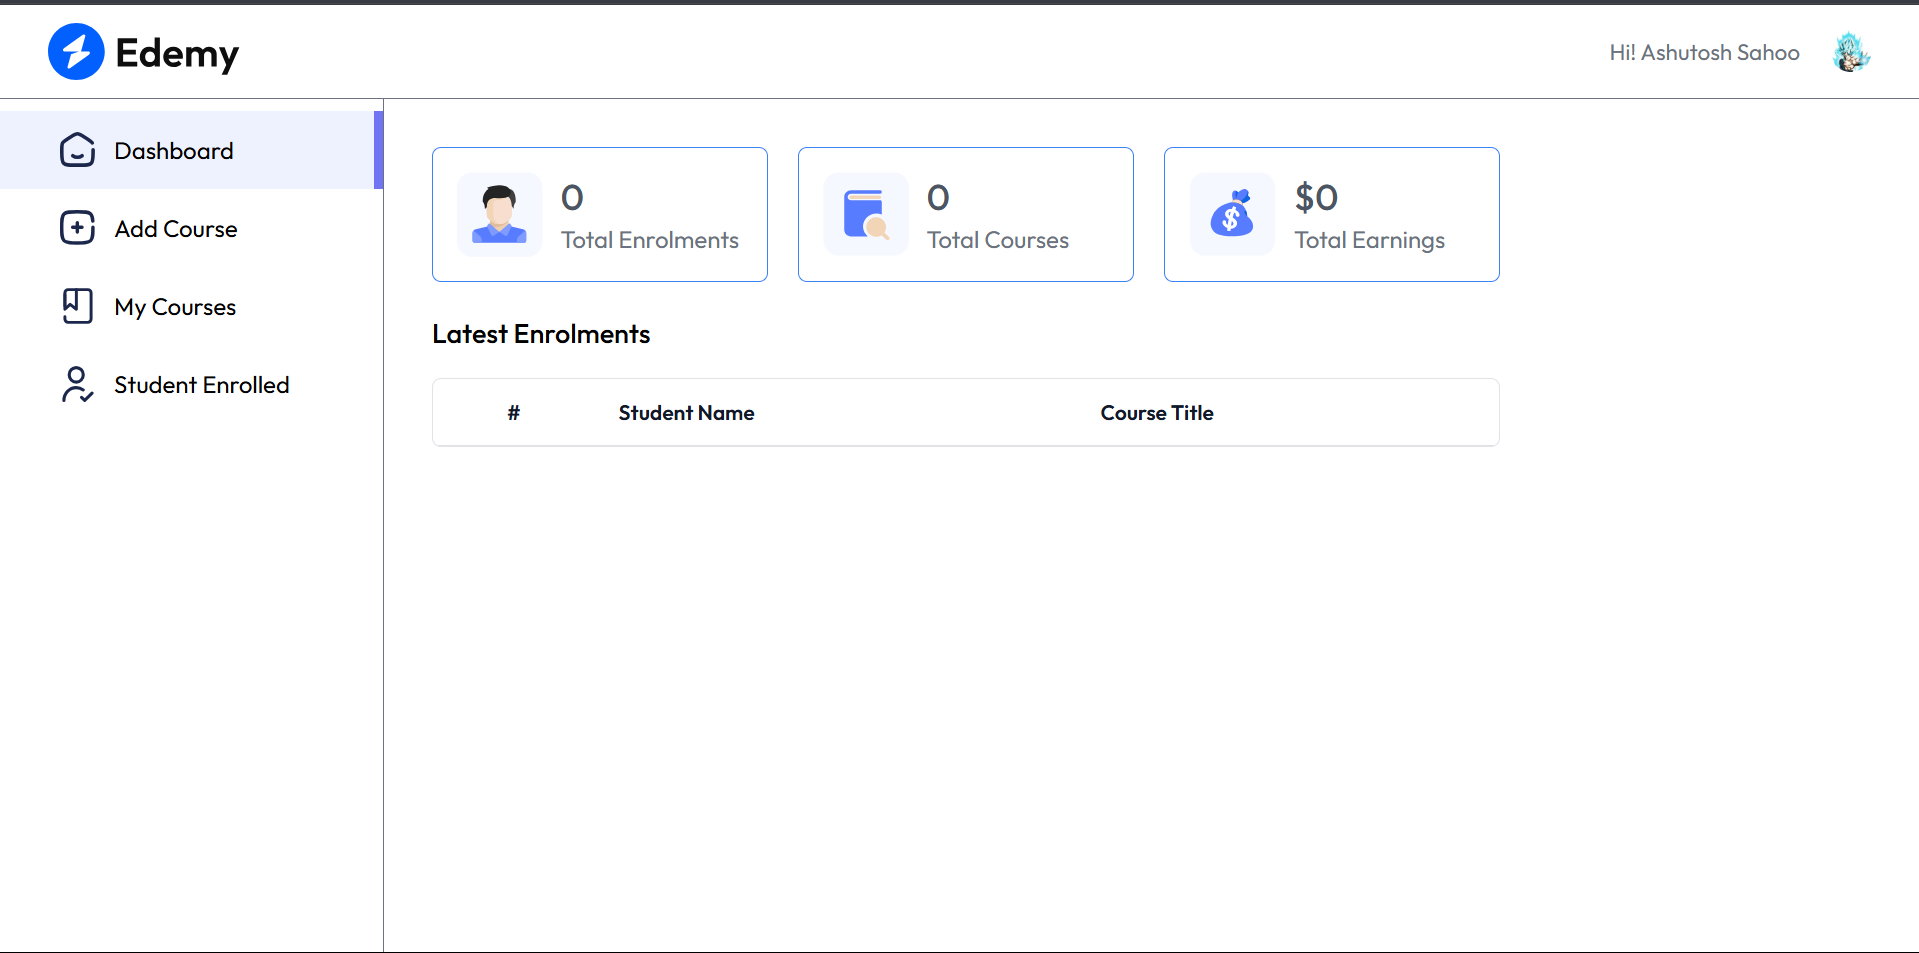 Edemy
Hi! Ashutosh Sahoo
Dashboard
Add Course
My Courses
Student Enrolled
0
Total Enrolments
0
Total Courses
$0
Total Earnings
Latest Enrolments
# Student Name Course Title